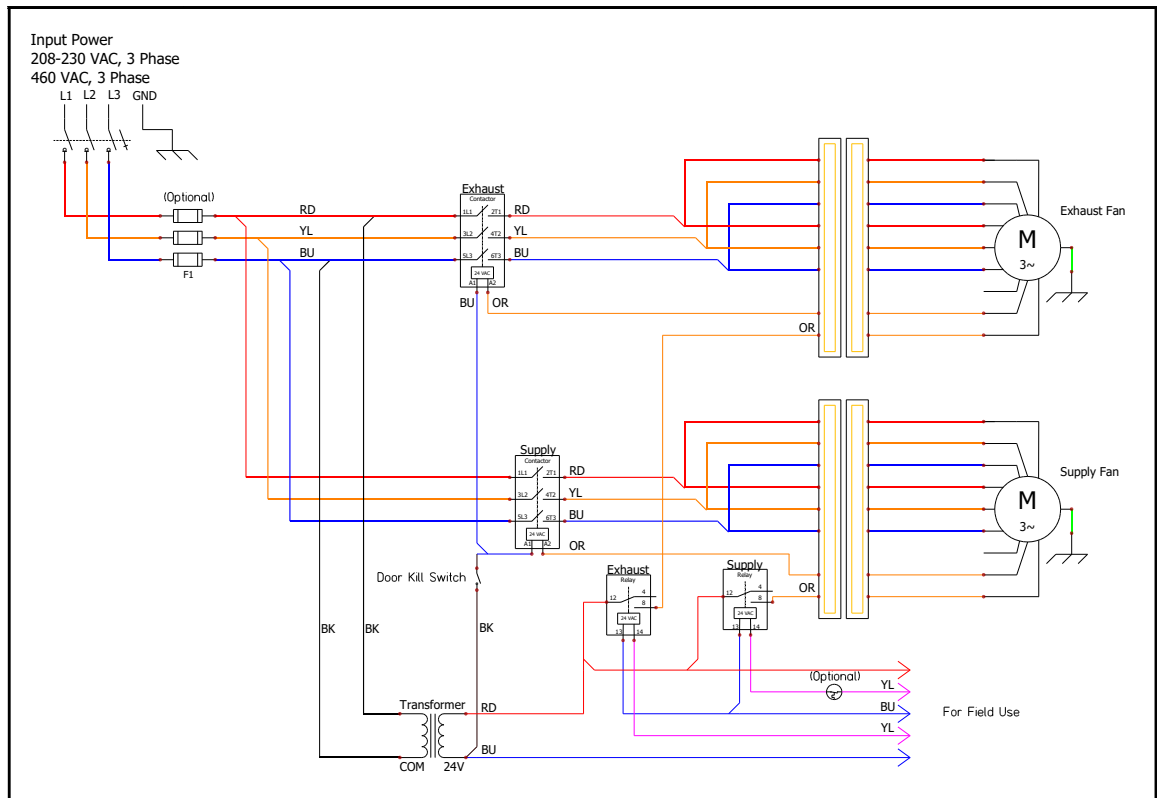 Input Power
208-230 VAC, 3 Phase
460 VAC, 3 Phase
L1 L2 L3 GND
(Optional)
F1
RD
YL
BU
Exhaust
Contactor
1L1 2T1
3L2 4T2
5L3 6T3
24 VAC
A1 A2
RD
YL
BU
BU OR
OR
M
3~
Exhaust Fan
Supply
Contactor
1L1 2T1
3L2 4T2
5L3 6T3
24 VAC
A1 A2
RD
YL
BU
OR
OR
M
3~
Supply Fan
Door Kill Switch
Exhaust
Relay
12 4
8
24 VAC
13 14
Supply
Relay
12 4
8
24 VAC
13 14
BK BK BK
(Optional)
YL
BU
YL
For Field Use
Transformer
RD
BU
COM 24V